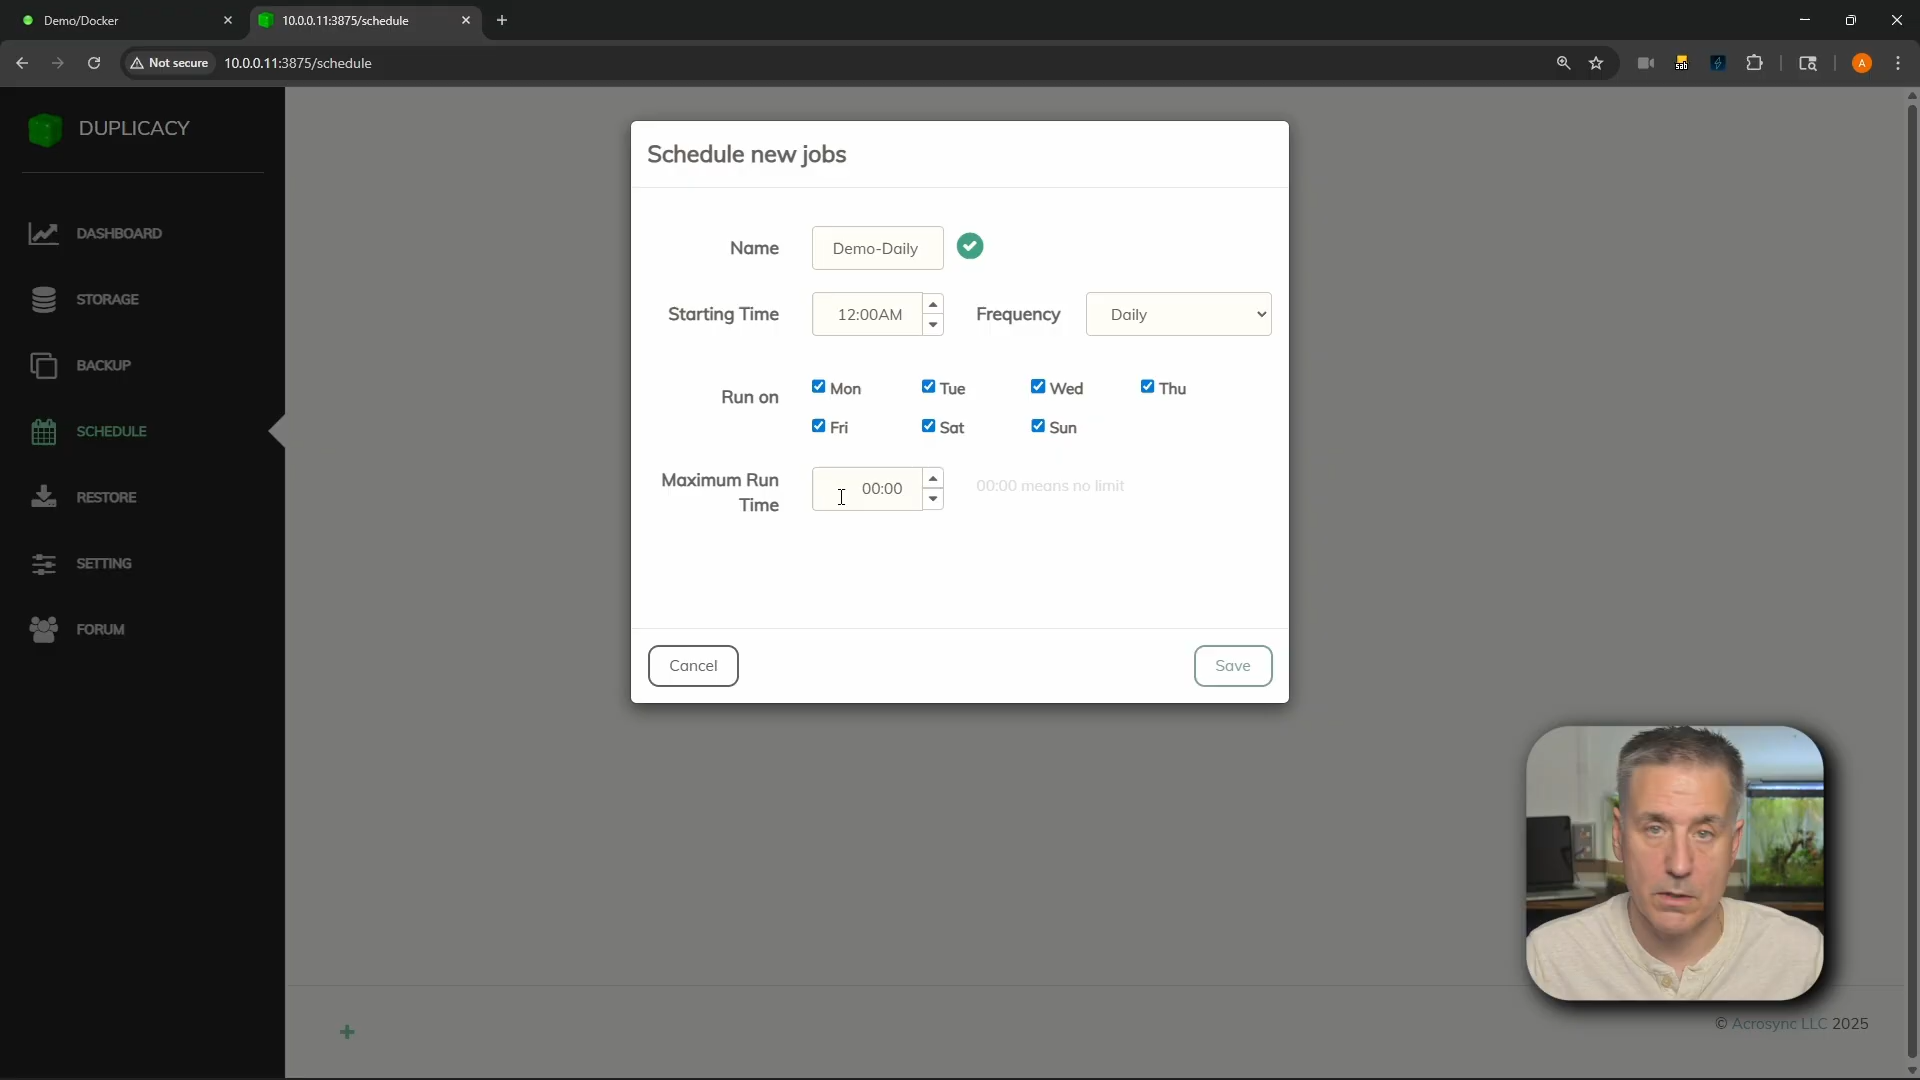 Demo/Docker
10.0.0.11:3875/schedule
Not secure
10.0.0.11:3875/schedule
sab
A
DUPLICACY
DASHBOARD
STORAGE
BACKUP
SCHEDULE
RESTORE
SETTING
FORUM
Schedule new jobs
Name
Demo-Daily
Starting Time
12:00AM
Frequency
Daily
Run on
Mon
Tue
Wed
Thu
Fri
Sat
Sun
Maximum Run
Time
00:00
00:00 means no limit
Cancel
Save
© Acrosync LLC 2025